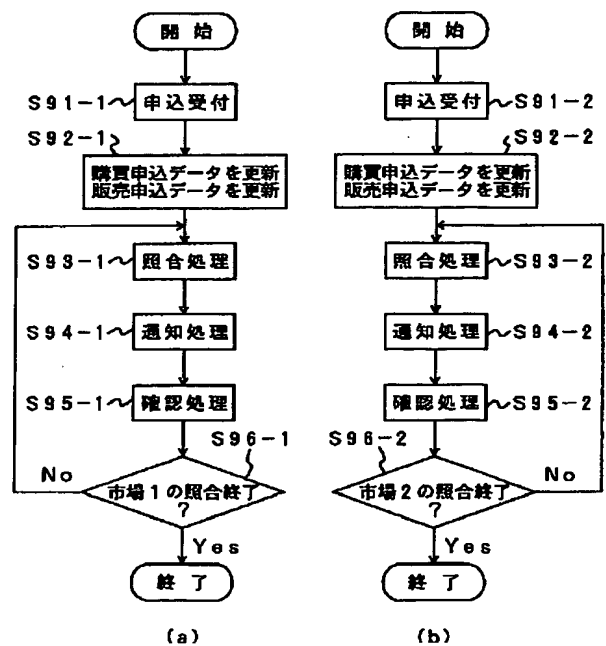 開始
S91-1
申込受付
S92-1
購買申込データを更新
販売申込データを更新
S93-1
照合処理
S94-1
通知処理
S95-1
確認処理
S96-1
No
市場1の照合終了
?
Yes
終了
(a)
開始
申込受付
S91-2
S92-2
購買申込データを更新
販売申込データを更新
照合処理
S93-2
通知処理
S94-2
確認処理
S95-2
S96-2
市場2の照合終了
?
No
Yes
終了
(b)